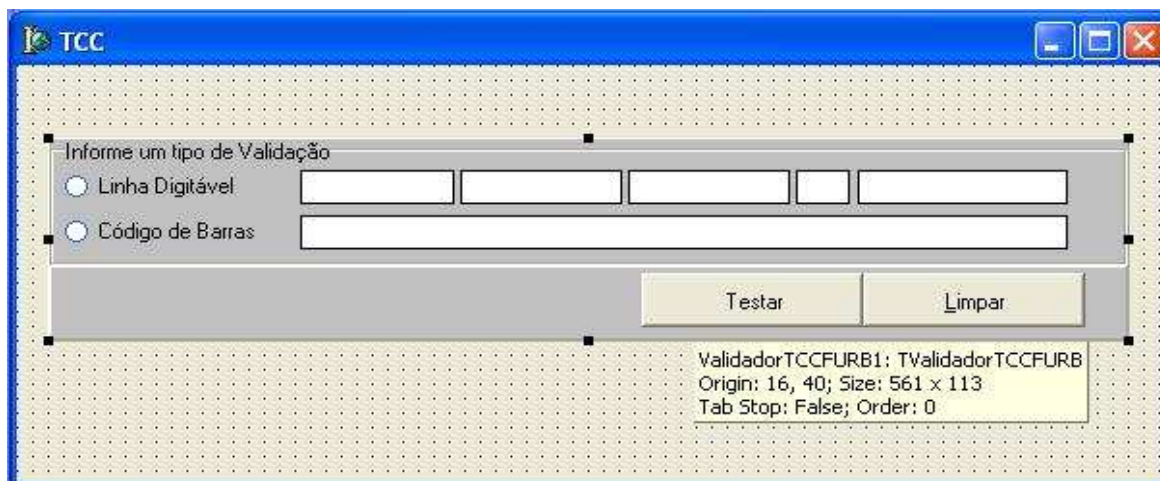 TCC
Informe um tipo de Validação
Linha Digitável
Código de Barras
Testar Limpar
ValidadorTCCFURB1: TValidadorTCCFURB
Origin: 16, 40; Size: 561 x 113
Tab Stop: False; Order: 0